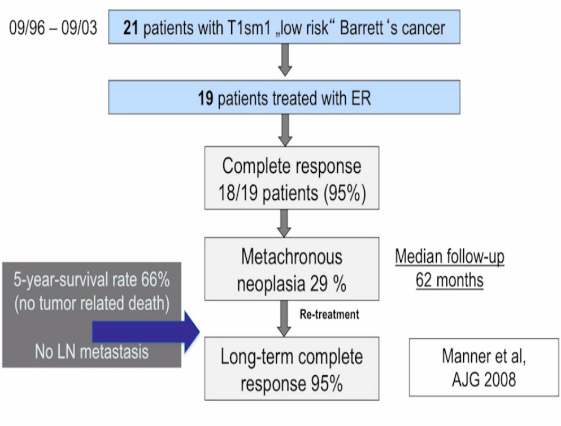 09/96 – 09/03
21 patients with T1sm1 „low risk“ Barrett‘s cancer
19 patients treated with ER
Complete response
18/19 patients (95%)
Metachronous
neoplasia 29 %
Median follow-up
62 months
5-year-survival rate 66%
(no tumor related death)
No LN metastasis
Re-treatment
Long-term complete
response 95%
Manner et al,
AJG 2008